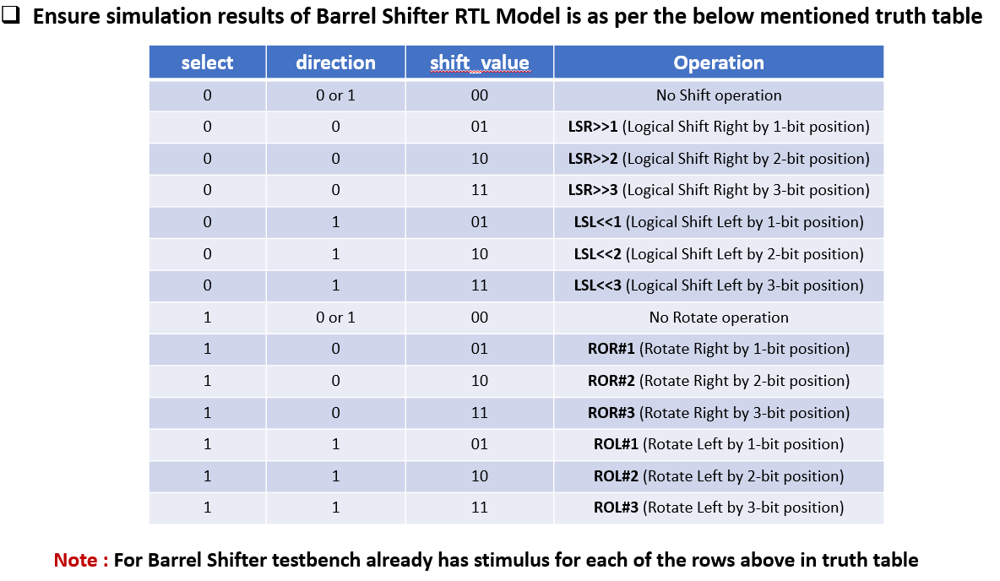 ❑ Ensure simulation results of Barrel Shifter RTL Model is as per the below mentioned truth table
select direction shift_value Operation
0 0 or 1 00 No Shift operation
0 0 01 LSR>>1 (Logical Shift Right by 1-bit position)
0 0 10 LSR>>2 (Logical Shift Right by 2-bit position)
0 0 11 LSR>>3 (Logical Shift Right by 3-bit position)
0 1 01 LSL<<1 (Logical Shift Left by 1-bit position)
0 1 10 LSL<<2 (Logical Shift Left by 2-bit position)
0 1 11 LSL<<3 (Logical Shift Left by 3-bit position)
1 0 or 1 00 No Rotate operation
1 0 01 ROR#1 (Rotate Right by 1-bit position)
1 0 10 ROR#2 (Rotate Right by 2-bit position)
1 0 11 ROR#3 (Rotate Right by 3-bit position)
1 1 01 ROL#1 (Rotate Left by 1-bit position)
1 1 10 ROL#2 (Rotate Left by 2-bit position)
1 1 11 ROL#3 (Rotate Left by 3-bit position)
Note : For Barrel Shifter testbench already has stimulus for each of the rows above in truth table